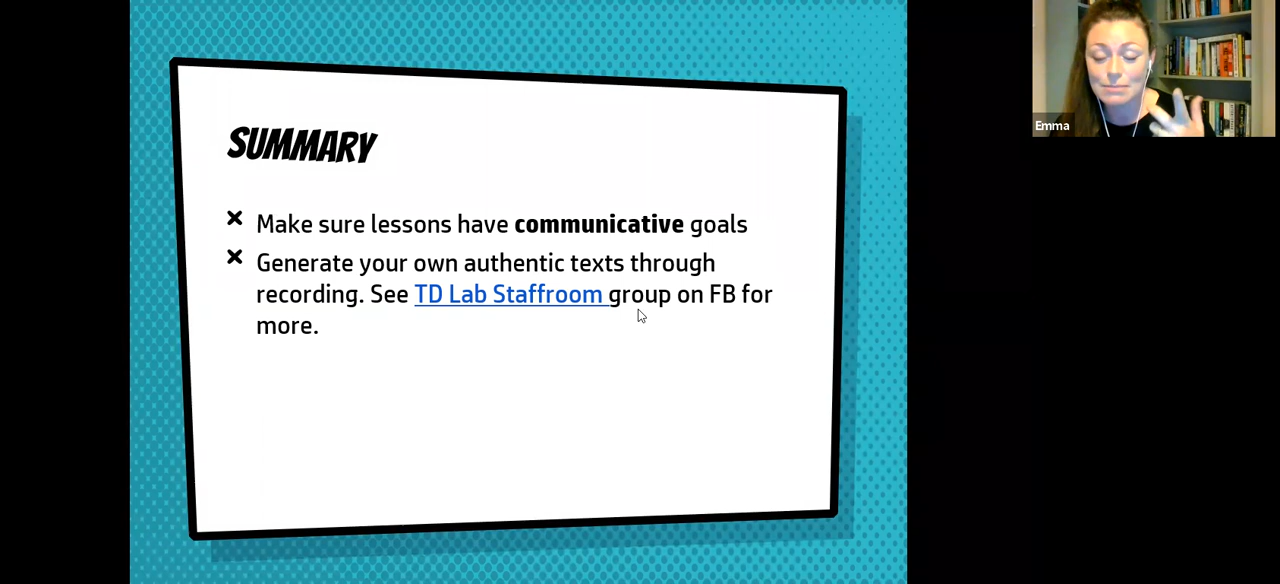 SUMMARY
Make sure lessons have communicative goals
Generate your own authentic texts through
recording. See TD Lab Staffroom group on FB for
more.
Emma